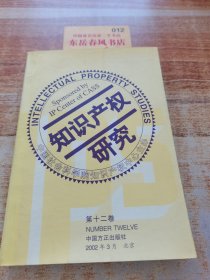 012
东岳春风书店
INTELLECTUAL PROPERTY STUDIES
Sponsored by
IP Center of CASS
知识产权
研究
第十二卷
NUMBER TWELVE
中国方正出版社
2002年3月 北京